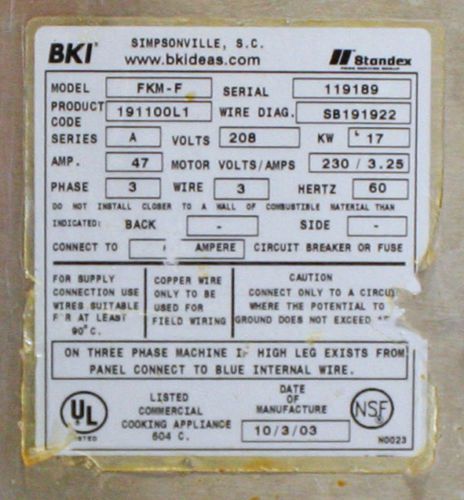 BKI SIMPSONVILLE, S.C.
www.bkideas.com Standex
MODEL FKM-F SERIAL 119189
PRODUCT CODE 191100L1 WIRE DIAG. SB191922
SERIES A VOLTS 208 KW 17
AMP. 47 MOTOR VOLTS/AMPS 230 / 3.25
PHASE 3 WIRE 3 HERTZ 60
DO NOT INSTALL CLOSER TO A WALL OF COMBUSTIBLE MATERIAL THAN
INDICATED: BACK - SIDE -
CONNECT TO AMPERE CIRCUIT BREAKER OR FUSE
FOR SUPPLY
CONNECTION USE
WIRES SUITABLE
F R AT LEAST
90°C.
COPPER WIRE
ONLY TO BE
USED FOR
FIELD WIRING
CAUTION
CONNECT ONLY TO A CIRCU
WHERE THE POTENTIAL TO
GROUND DOES NOT EXCEED
ON THREE PHASE MACHINE IF HIGH LEG EXISTS FROM
PANEL CONNECT TO BLUE INTERNAL WIRE.
UL
LISTED
LISTED
COMMERCIAL
COOKING APPLIANCE
604 C.
DATE
OF
MANUFACTURE
10/3/03
NSF
N0023